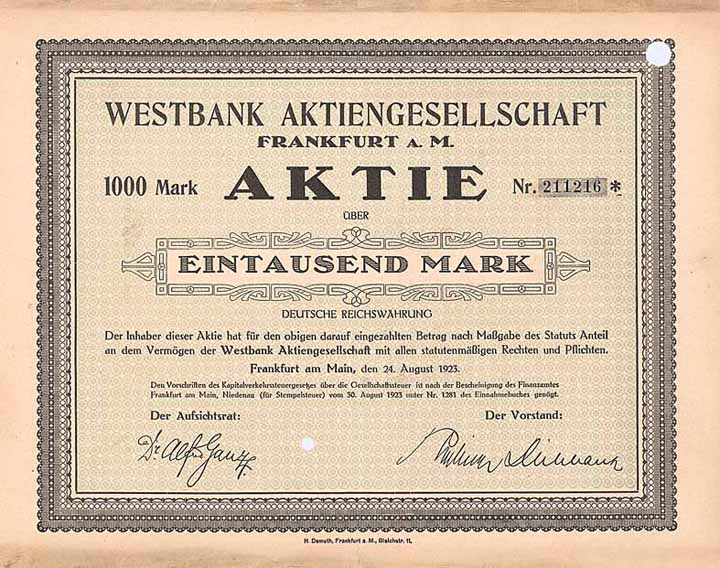 WESTBANK AKTIENGESELLSCHAFT
FRANKFURT A. M.
1000 Mark AKTIE Nr. 211216 *
ÜBER
EINTAUSEND MARK
DEUTSCHE REICHSWÄHRUNG
Der Inhaber dieser Aktie hat für den obigen darauf eingezahlten Betrag nach Maßgabe des Statuts Anteil
an dem Vermögen der Westbank Aktiengesellschaft mit allen statutenmäßigen Rechten und Pflichten.
Frankfurt am Main, den 24. August 1923.
Den Vorschriften des Kapitalverkehrsteuergesetzes über die Gesellschaftssteuer ist nach der Bescheinigung des Finanzamtes
Frankfurt am Main, Niedenau (für Stempelsteuer) vom 30. August 1923 unter Nr. 1281 des Einnahmebuches genügt.
Der Aufsichtsrat: Der Vorstand:
Dr Alfred Ganz
H. Demuth, Frankfurt a. M., Bleichstr. 11.